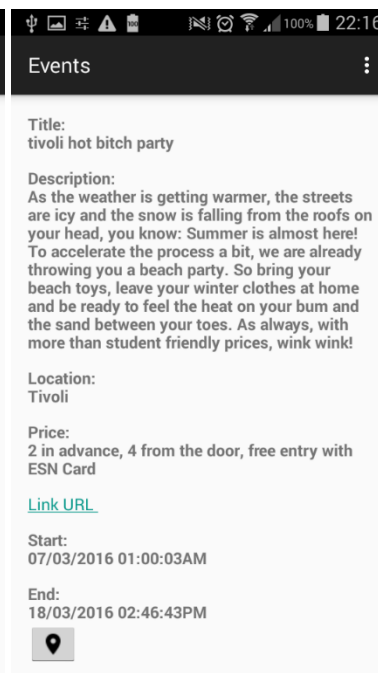 100
100%
22:16
Events
Title:
tivoli hot bitch party
Description:
As the weather is getting warmer, the streets
are icy and the snow is falling from the roofs on
your head, you know: Summer is almost here!
To accelerate the process a bit, we are already
throwing you a beach party. So bring your
beach toys, leave your winter clothes at home
and be ready to feel the heat on your bum and
the sand between your toes. As always, with
more than student friendly prices, wink wink!
Location:
Tivoli
Price:
2 in advance, 4 from the door, free entry with
ESN Card
Link URL
Start:
07/03/2016 01:00:03AM
End:
18/03/2016 02:46:43PM